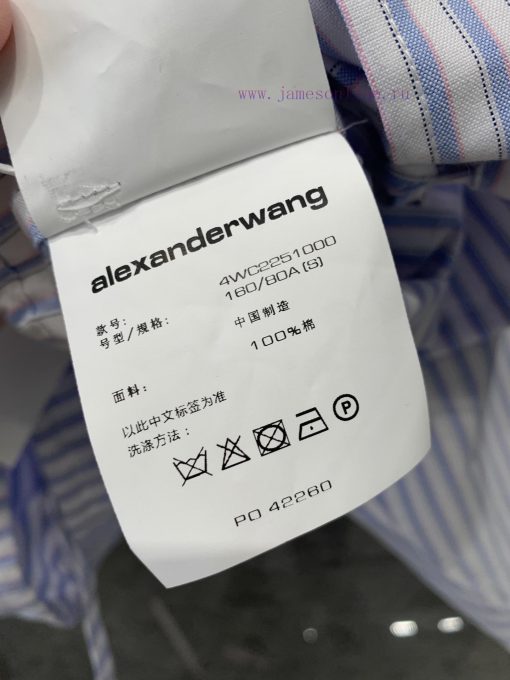 alexanderwang
款号: 4WC2251000
号型/规格: 160/80A(S)
中国制造
面料: 100%棉
以此中文标签为准
洗涤方法:
P
PO 42260